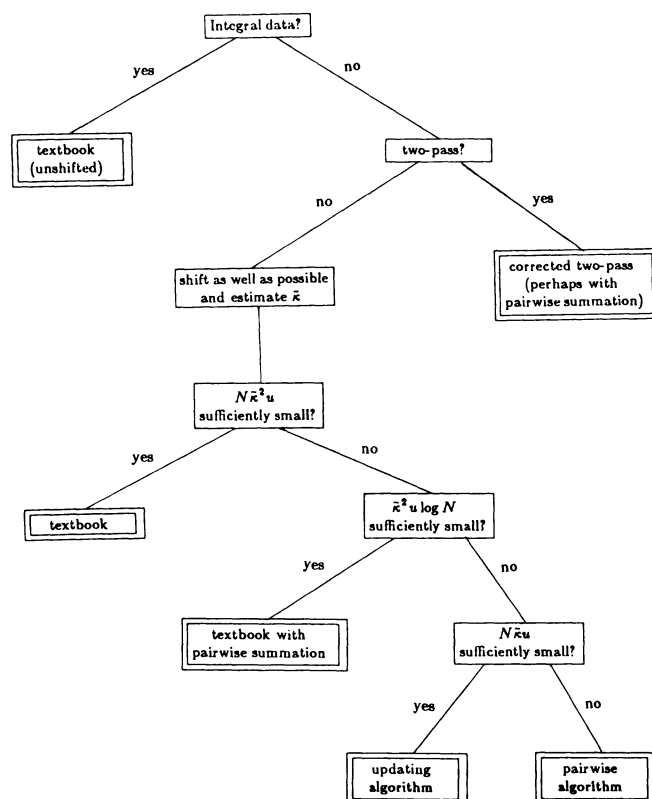 Integral data?
yes
no
textbook
(unshifted)
two-pass?
no
yes
shift as well as possible
and estimate κ̃
corrected two-pass
(perhaps with
pairwise summation)
Nκ̃²u
sufficiently small?
yes
no
textbook
κ̃²u log N
sufficiently small?
yes
no
textbook with
pairwise summation
Nκ̃u
sufficiently small?
yes
no
updating
algorithm
pairwise
algorithm